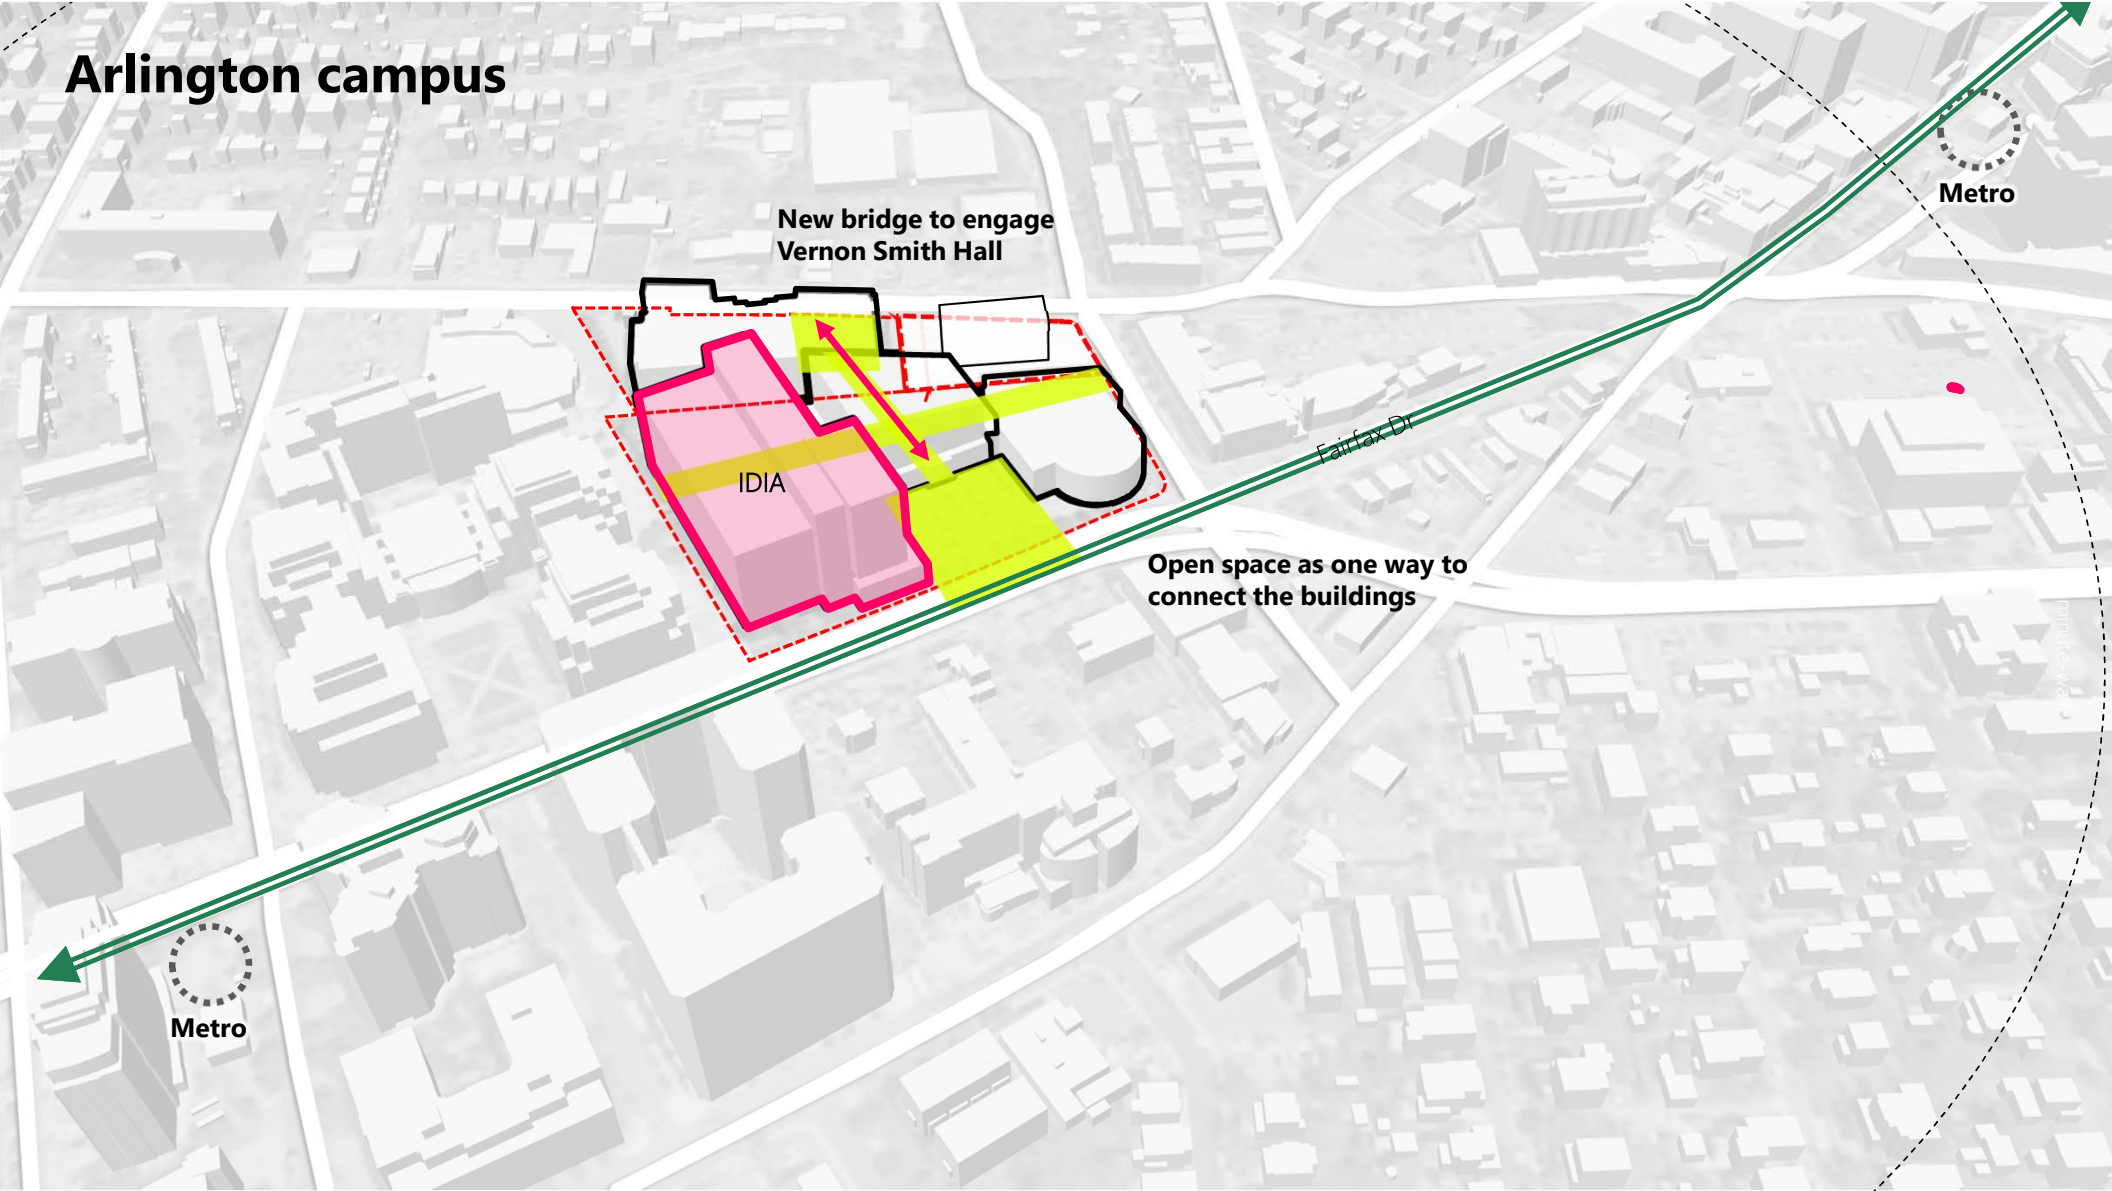 Arlington campus
Metro
New bridge to engage
Vernon Smith Hall
Fairfax Dr
IDIA
Open space as one way to
connect the buildings
Metro